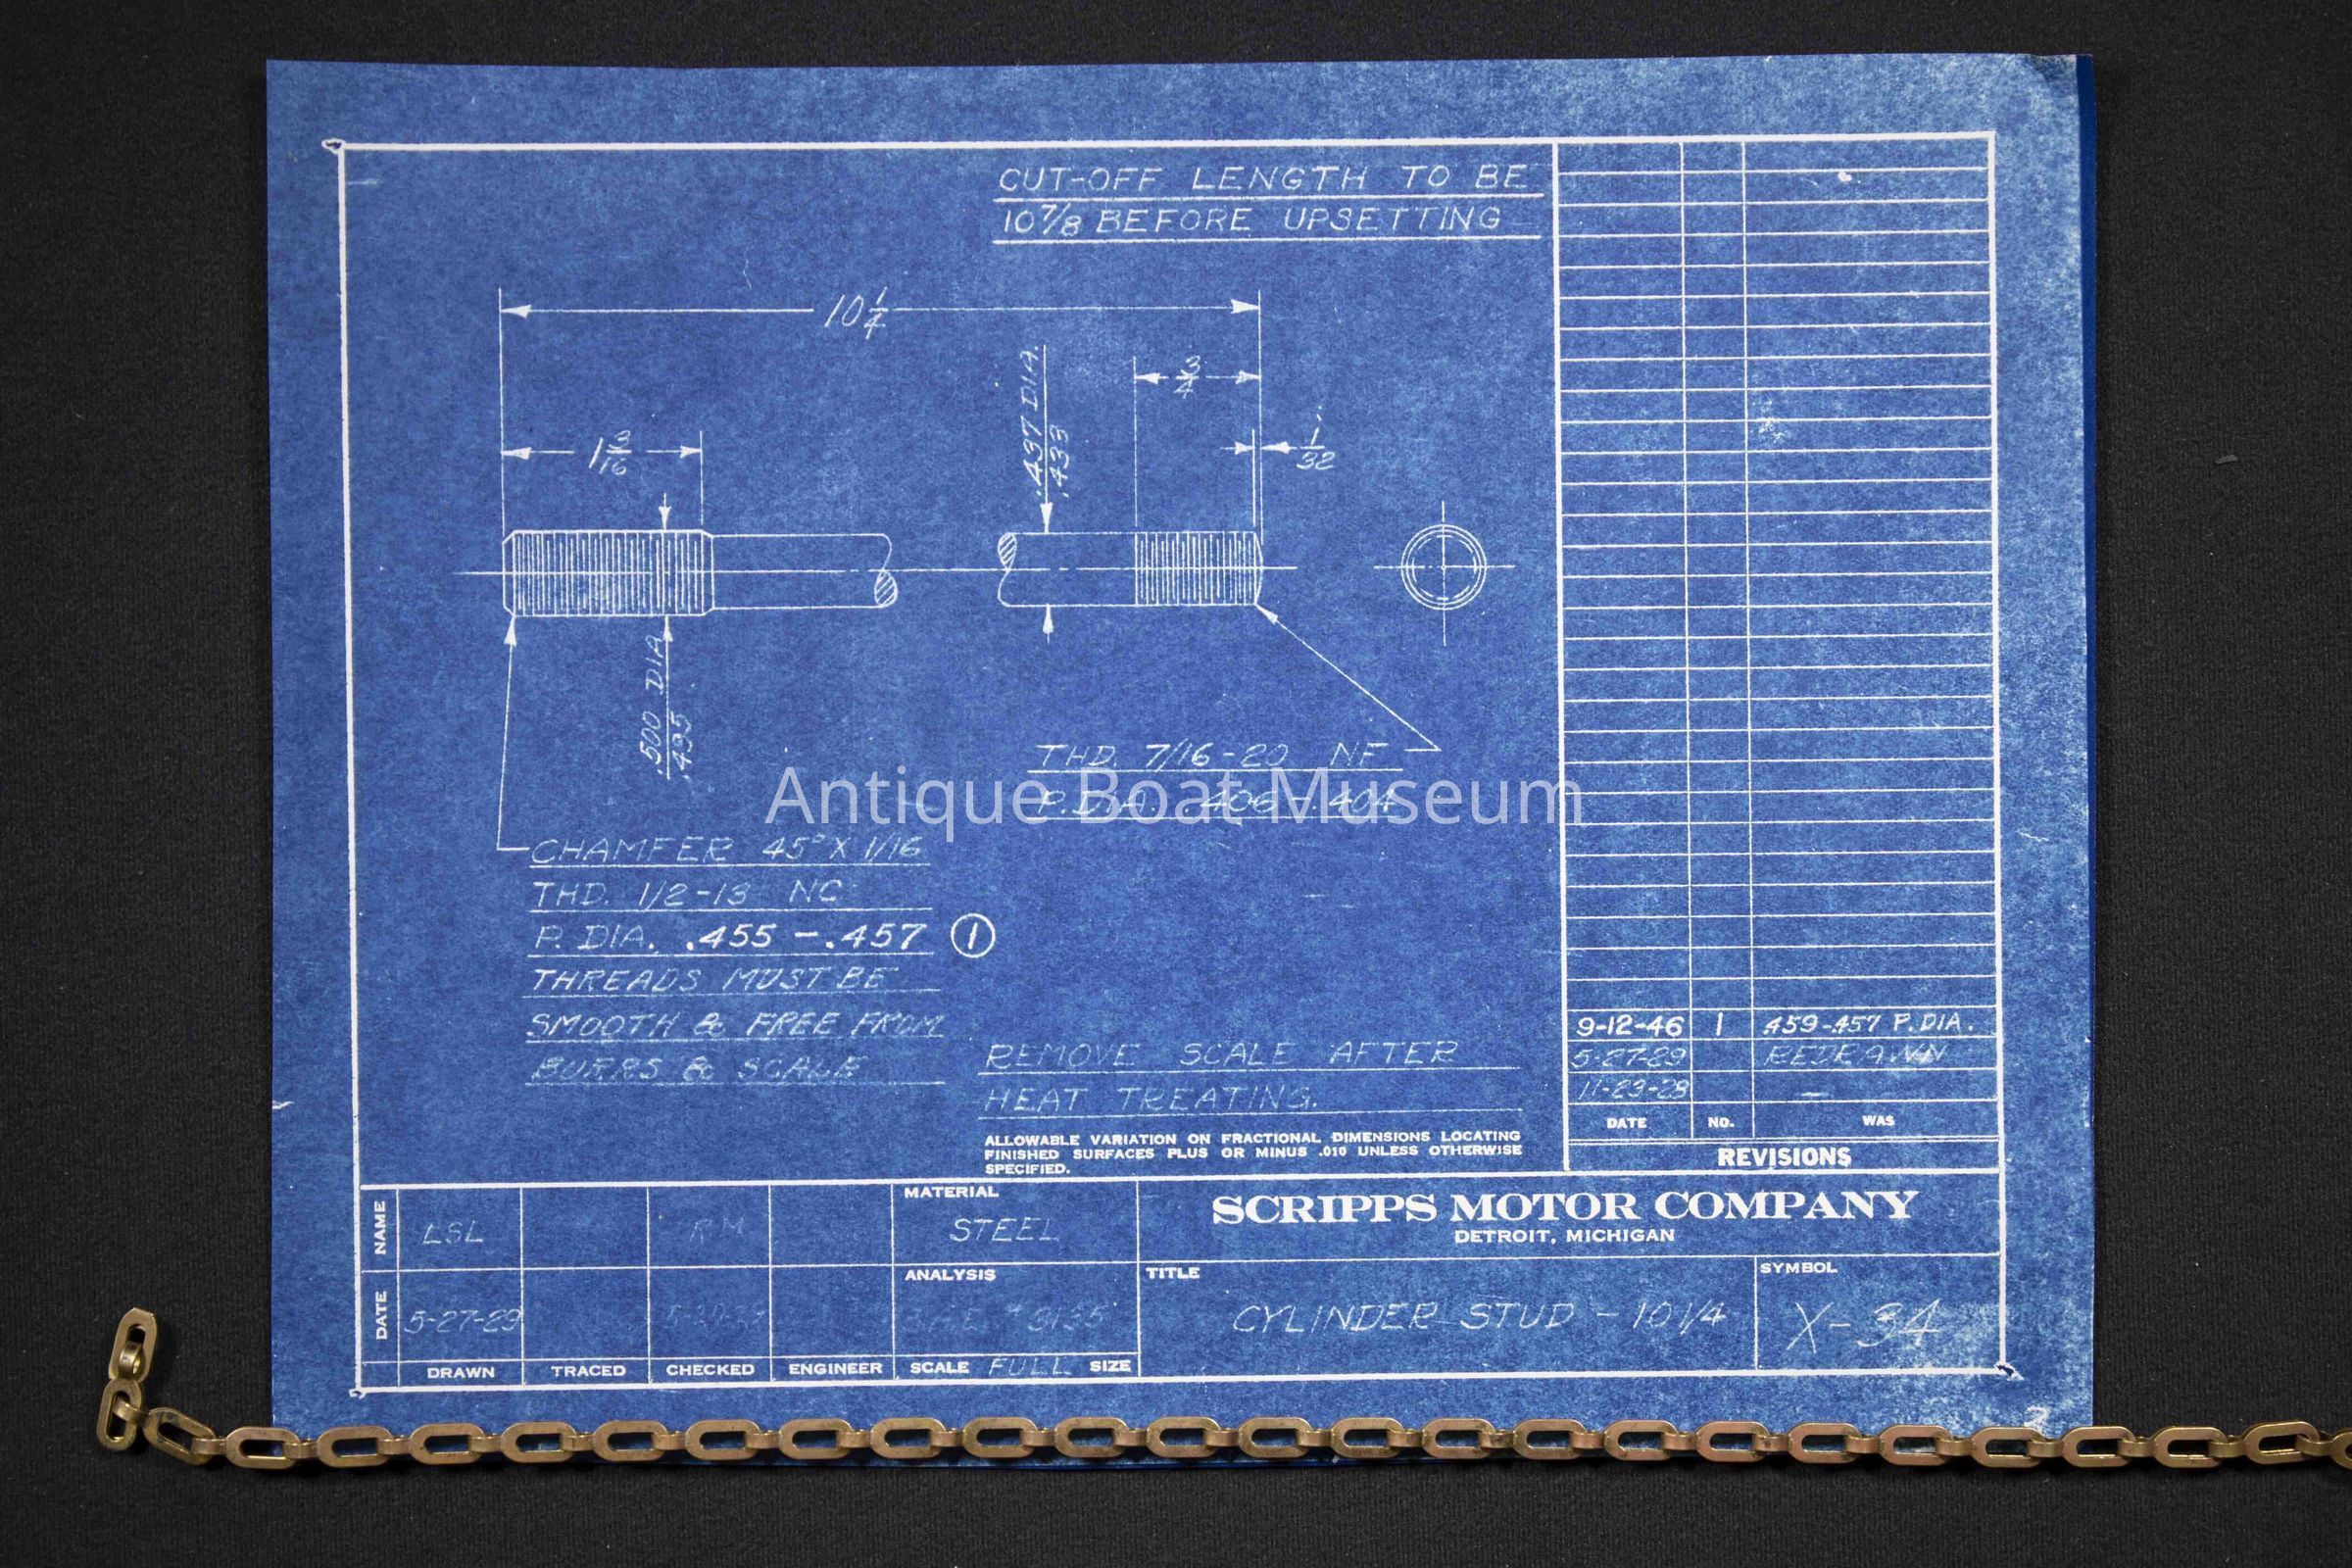 CUT-OFF LENGTH TO BE
10 7/8 BEFORE UPSETTING
10 1/4
3/4
1/32
1 3/16
.437 DIA.
.433
.500 DIA
.495
THD. 7/16-20 NF
P. DIA. .406-.404
Antique Boat Museum
CHAMFER 45° X 1/16
THD. 1/2-13 NC
P. DIA. .455 - .457 1
THREADS MUST BE
SMOOTH & FREE FROM
BURRS & SCALE
REMOVE SCALE AFTER
HEAT TREATING.
ALLOWABLE VARIATION ON FRACTIONAL DIMENSIONS LOCATING
FINISHED SURFACES PLUS OR MINUS .010 UNLESS OTHERWISE
SPECIFIED.
9-12-46 1 .459-.457 P. DIA.
5-27-29 REDRAWN
11-23-28 —
DATE NO. WAS
REVISIONS
NAME LSL RM
DATE 5-27-29
DRAWN TRACED CHECKED ENGINEER
MATERIAL
STEEL
ANALYSIS
SCALE FULL SIZE
SCRIPPS MOTOR COMPANY
DETROIT, MICHIGAN
TITLE
CYLINDER STUD - 10 1/4
SYMBOL
X-34